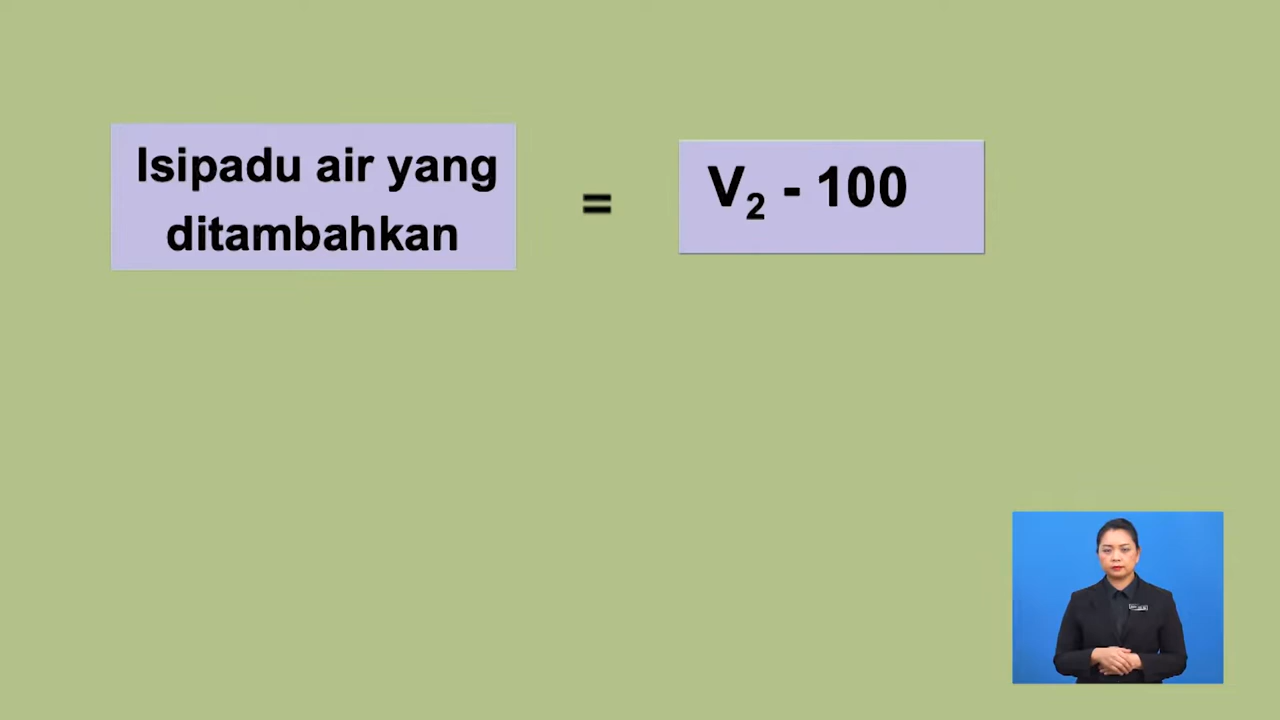 Isipadu air yang
ditambahkan
=
V₂ - 100